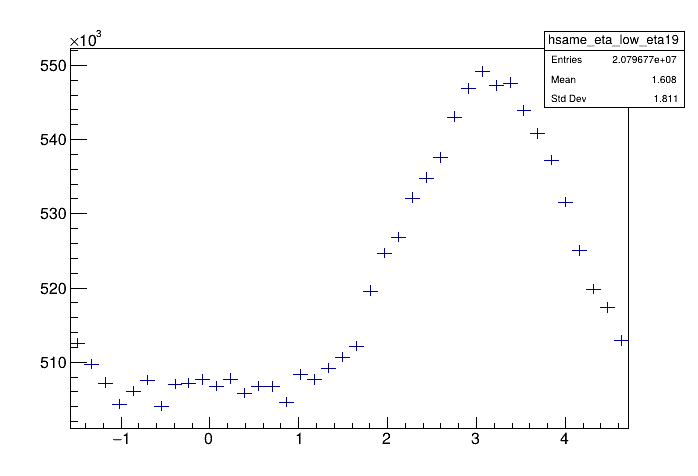 ×10³
hsame_eta_low_eta19
Entries 2.079677e+07
Mean 1.608
Std Dev 1.811
550
540
530
520
510
−1 0 1 2 3 4